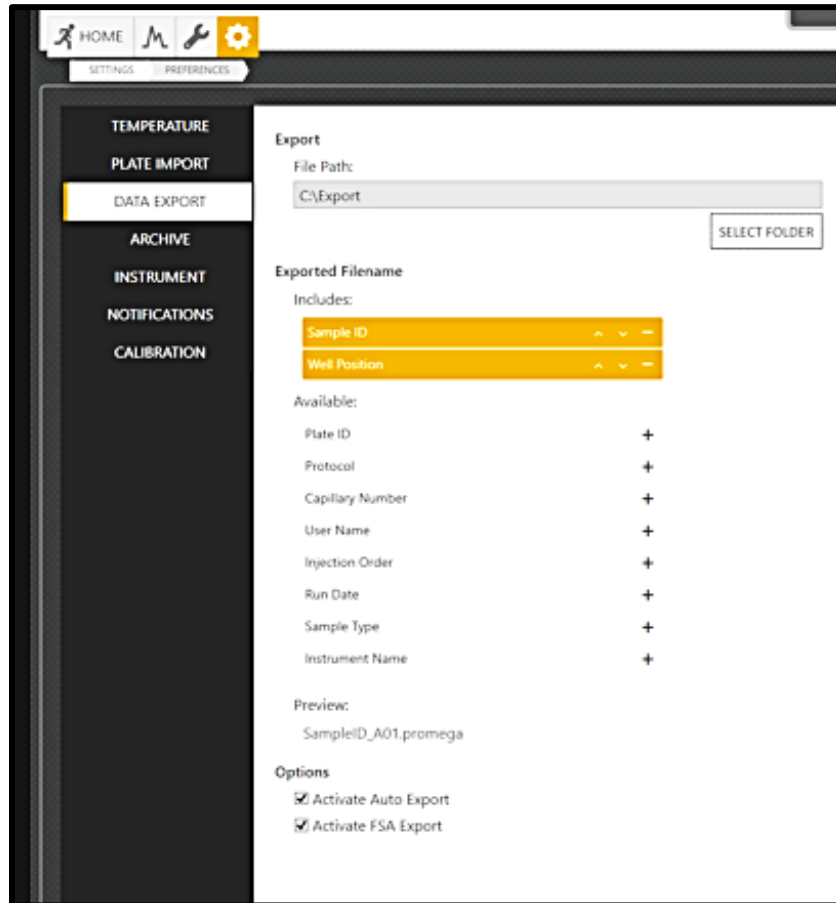 HOME
SETTINGS PREFERENCES
TEMPERATURE
PLATE IMPORT
DATA EXPORT
ARCHIVE
INSTRUMENT
NOTIFICATIONS
CALIBRATION
Export
File Path:
C:\Export
SELECT FOLDER
Exported Filename
Includes:
Sample ID
Well Position
Available:
Plate ID
Protocol
Capillary Number
User Name
Injection Order
Run Date
Sample Type
Instrument Name
Preview:
SampleID_A01.promega
Options
Activate Auto Export
Activate FSA Export